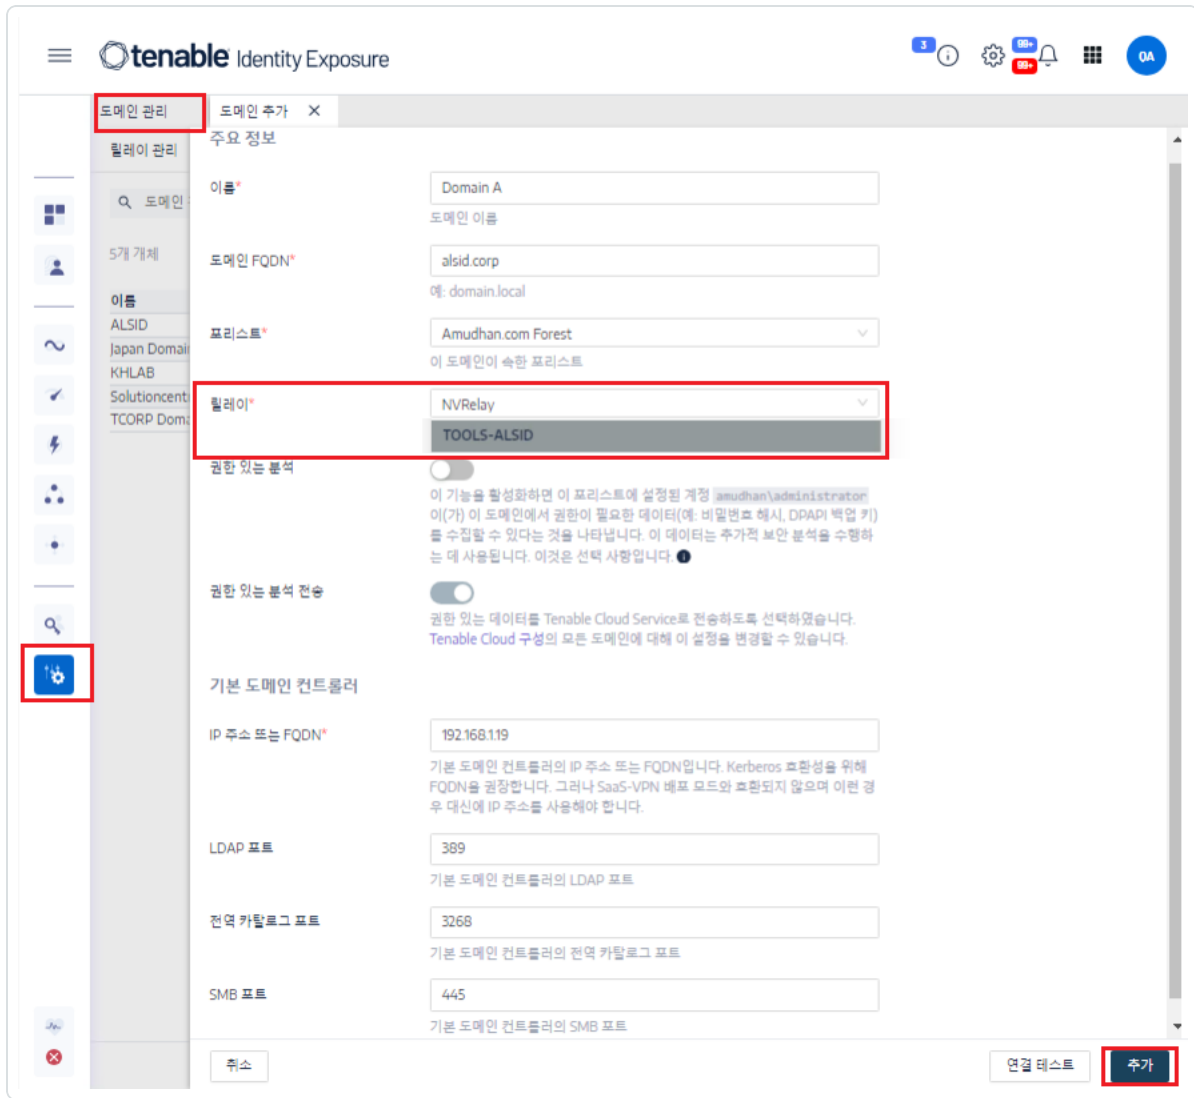 tenable Identity Exposure
3
99+
99+
QA
도메인 관리
도메인 추가
릴레이 관리
도메인
5개 개체
이름
ALSID
Japan Domai
KHLAB
Solutioncent
TCORP Doma
주요 정보
이름*
Domain A
도메인 이름
도메인 FQDN*
alsid.corp
예: domain.local
포리스트*
Amudhan.com Forest
이 도메인이 속한 포리스트
릴레이*
NVRelay
TOOLS-ALSID
권한 있는 분석
이 기능을 활성화하면 이 포리스트에 설정된 계정 amudhan\administrator
이(가) 이 도메인에서 권한이 필요한 데이터(예: 비밀번호 해시, DPAPI 백업 키)
를 수집할 수 있다는 것을 나타냅니다. 이 데이터는 추가적 보안 분석을 수행하
는 데 사용됩니다. 이것은 선택 사항입니다.
권한 있는 분석 전송
권한 있는 데이터를 Tenable Cloud Service로 전송하도록 선택하였습니다.
Tenable Cloud 구성의 모든 도메인에 대해 이 설정을 변경할 수 있습니다.
기본 도메인 컨트롤러
IP 주소 또는 FQDN*
192.168.1.19
기본 도메인 컨트롤러의 IP 주소 또는 FQDN입니다. Kerberos 호환성을 위해
FQDN을 권장합니다. 그러나 SaaS-VPN 배포 모드와 호환되지 않으며 이런 경
우 대신에 IP 주소를 사용해야 합니다.
LDAP 포트
389
기본 도메인 컨트롤러의 LDAP 포트
전역 카탈로그 포트
3268
기본 도메인 컨트롤러의 전역 카탈로그 포트
SMB 포트
445
기본 도메인 컨트롤러의 SMB 포트
취소
연결 테스트
추가